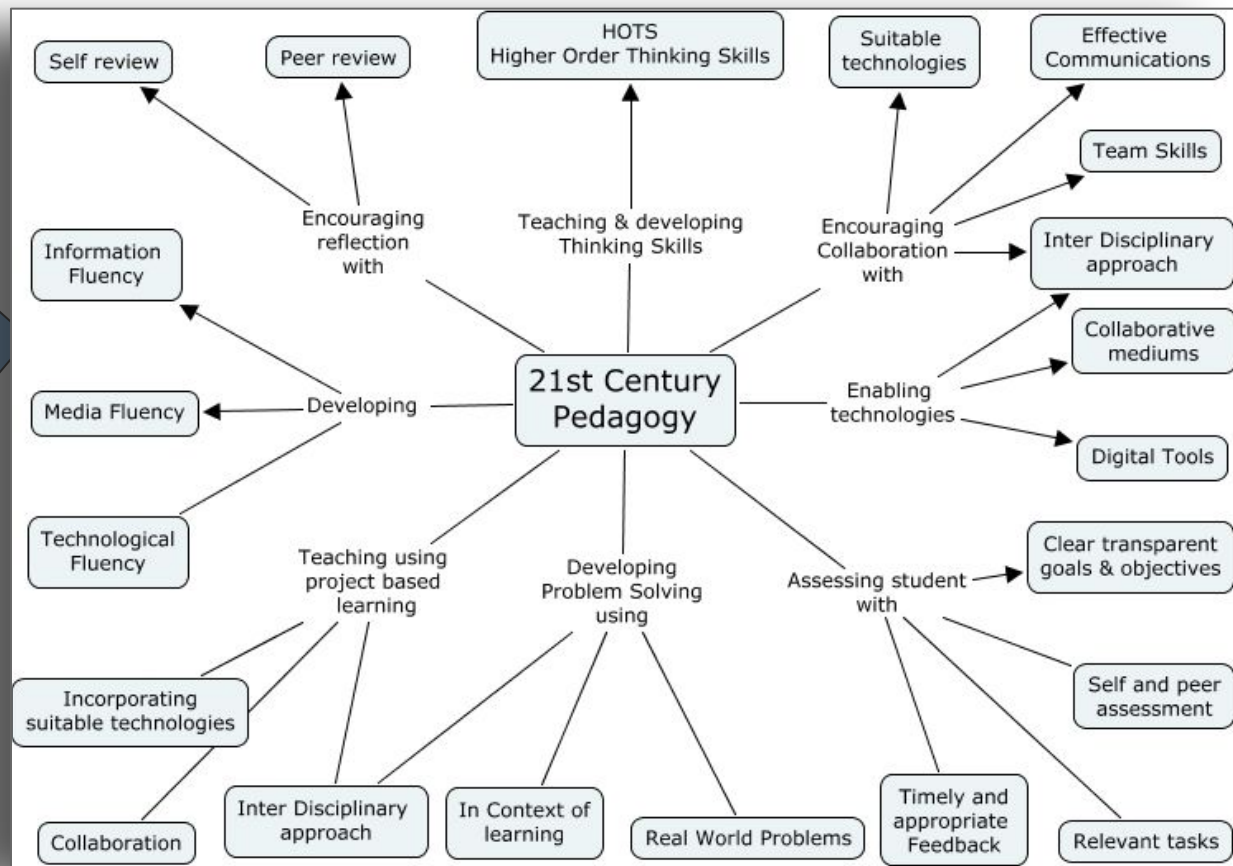 Self review
Peer review
HOTS
Higher Order Thinking Skills
Suitable
technologies
Effective
Communications
Team Skills
Encouraging
reflection
with
Teaching & developing
Thinking Skills
Encouraging
Collaboration
with
Inter Disciplinary
approach
Information
Fluency
Collaborative
mediums
21st Century
Pedagogy
Media Fluency
Developing
Enabling
technologies
Digital Tools
Technological
Fluency
Teaching using
project based
learning
Developing
Problem Solving
using
Assessing student
with
Clear transparent
goals & objectives
Incorporating
suitable technologies
Self and peer
assessment
Collaboration
Inter Disciplinary
approach
In Context of
learning
Real World Problems
Timely and
appropriate
Feedback
Relevant tasks